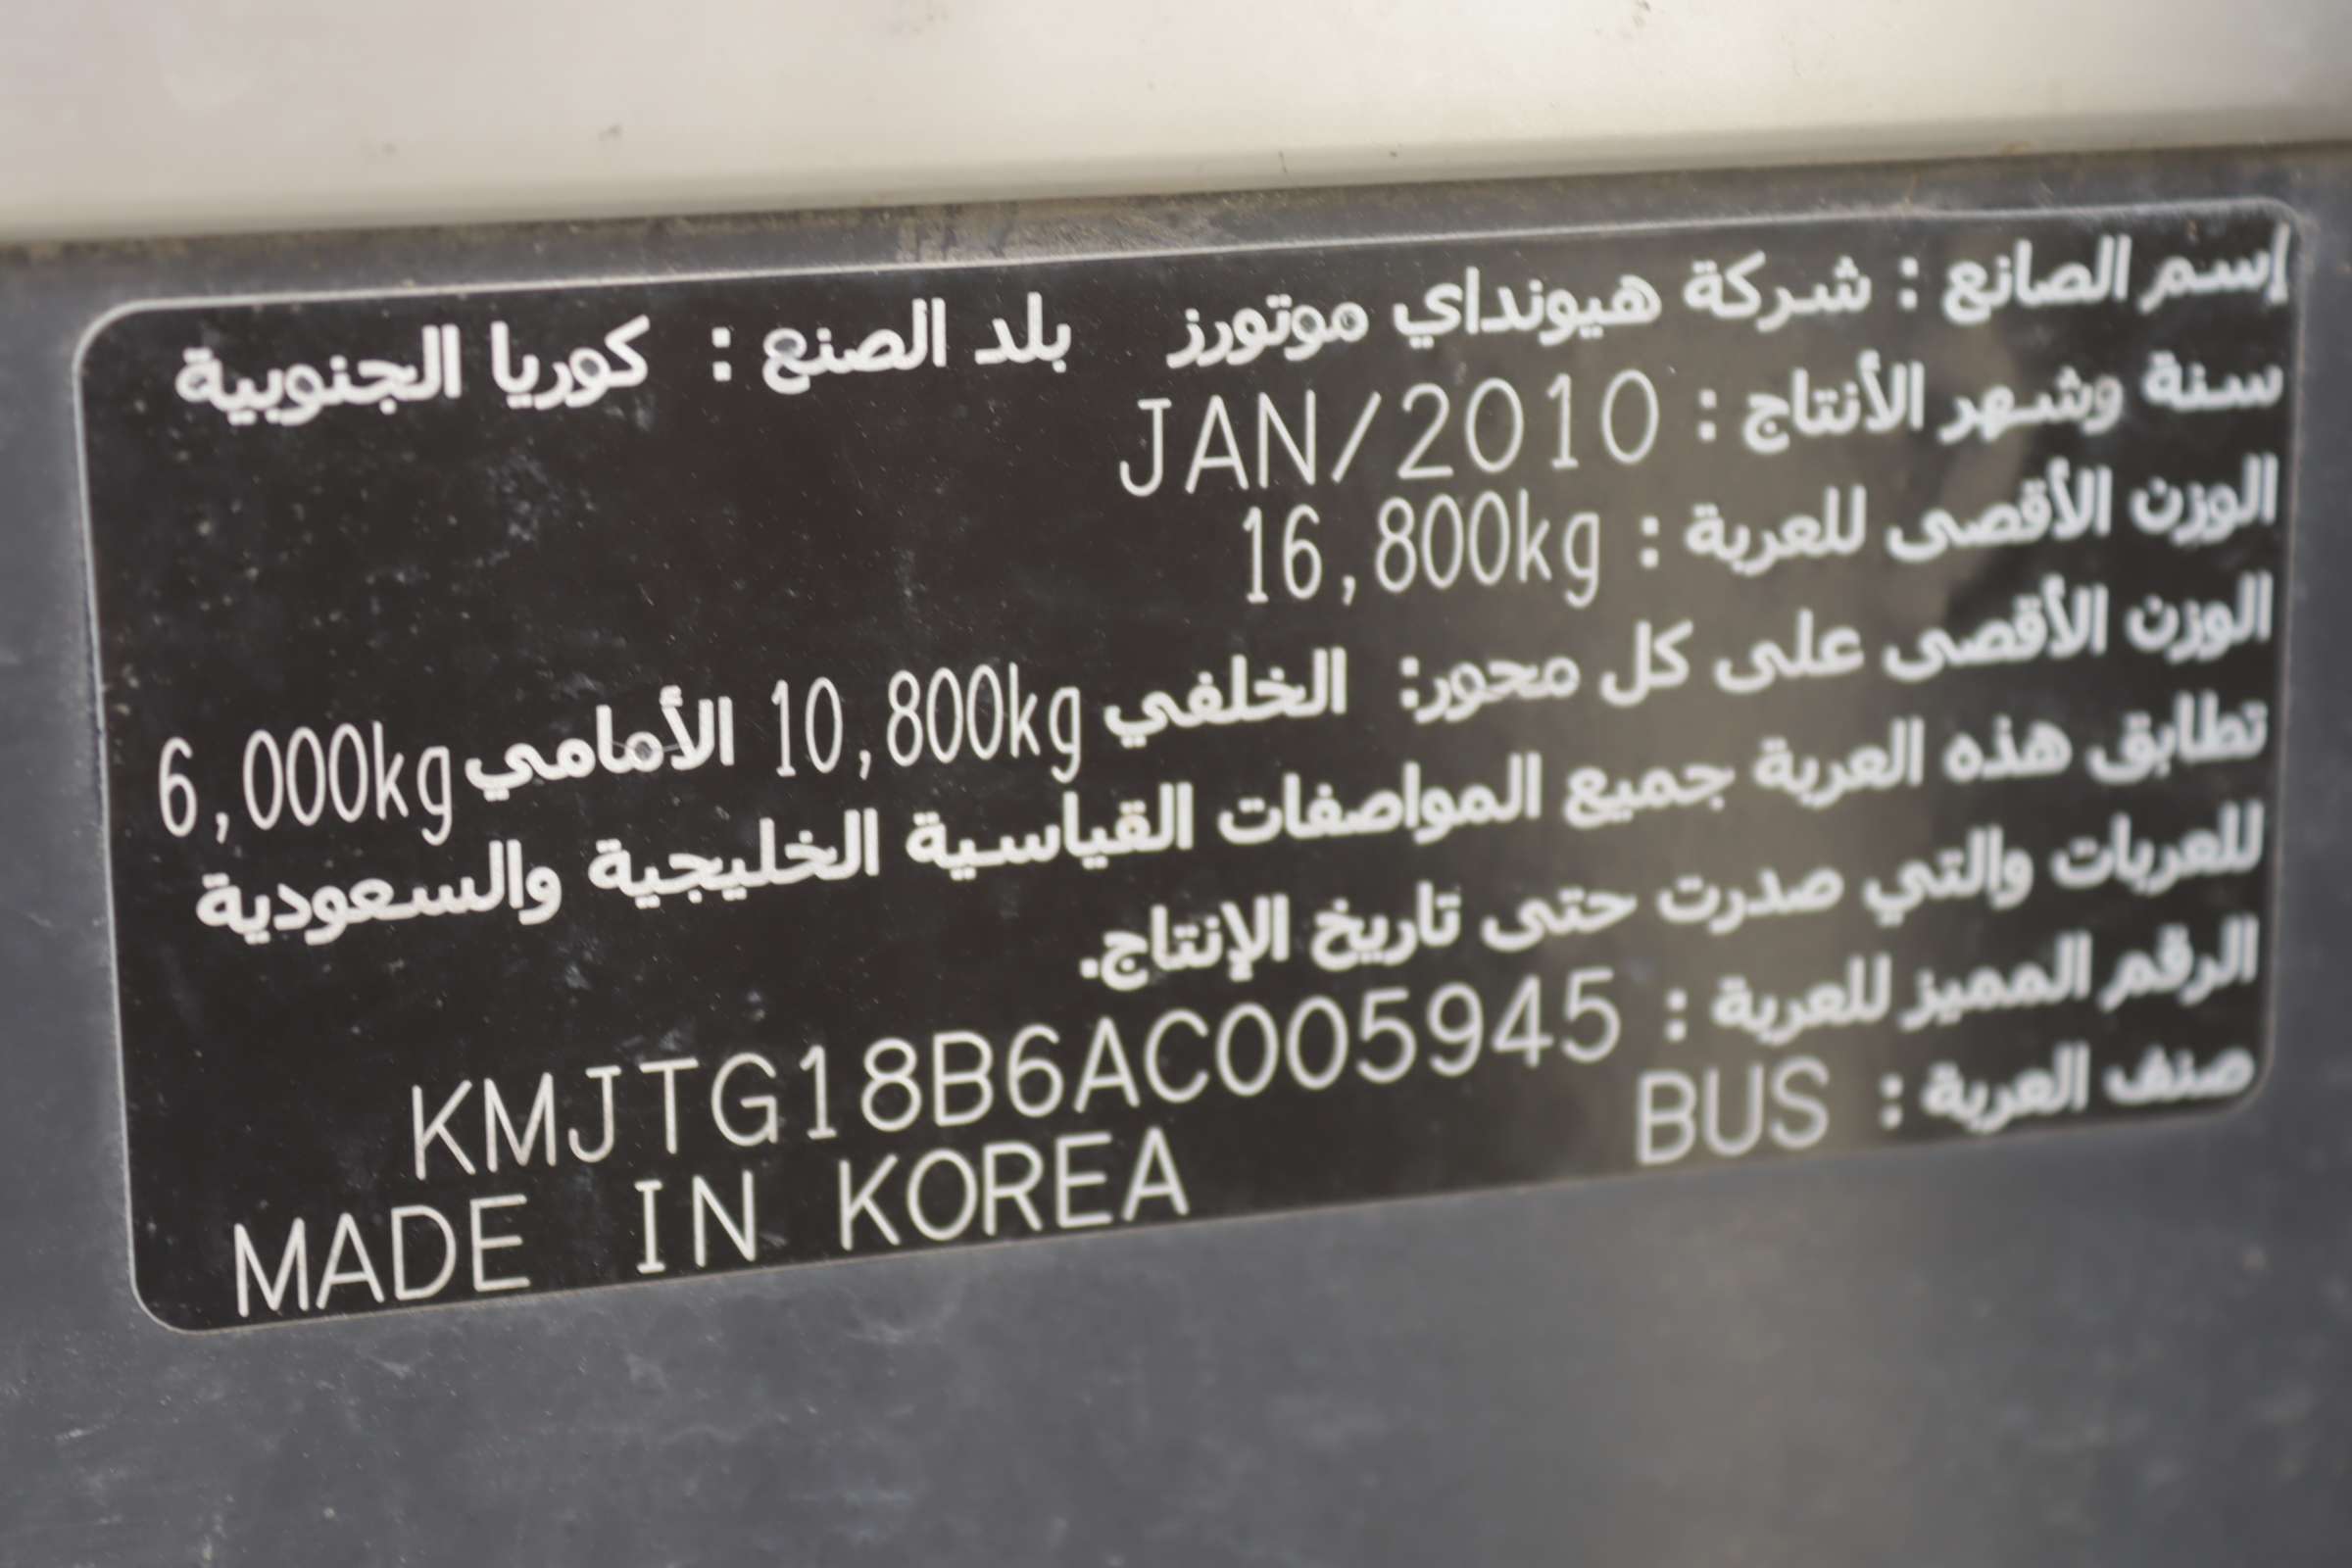 إسم الصانع : شركة هيونداي موتورز بلد الصنع : كوريا الجنوبية
سنة وشهر الأنتاج : JAN/2010
الوزن الأقصى للعربة : 16,800kg
الوزن الأقصى على كل محور: الخلفي 10,800kg الأمامي 6,000kg
تطابق هذه العربة جميع المواصفات القياسية الخليجية والسعودية
للعربات والتي صدرت حتى تاريخ الإنتاج.
الرقم المميز للعربة : KMJTG18B6AC005945
صنف العربة : BUS
MADE IN KOREA